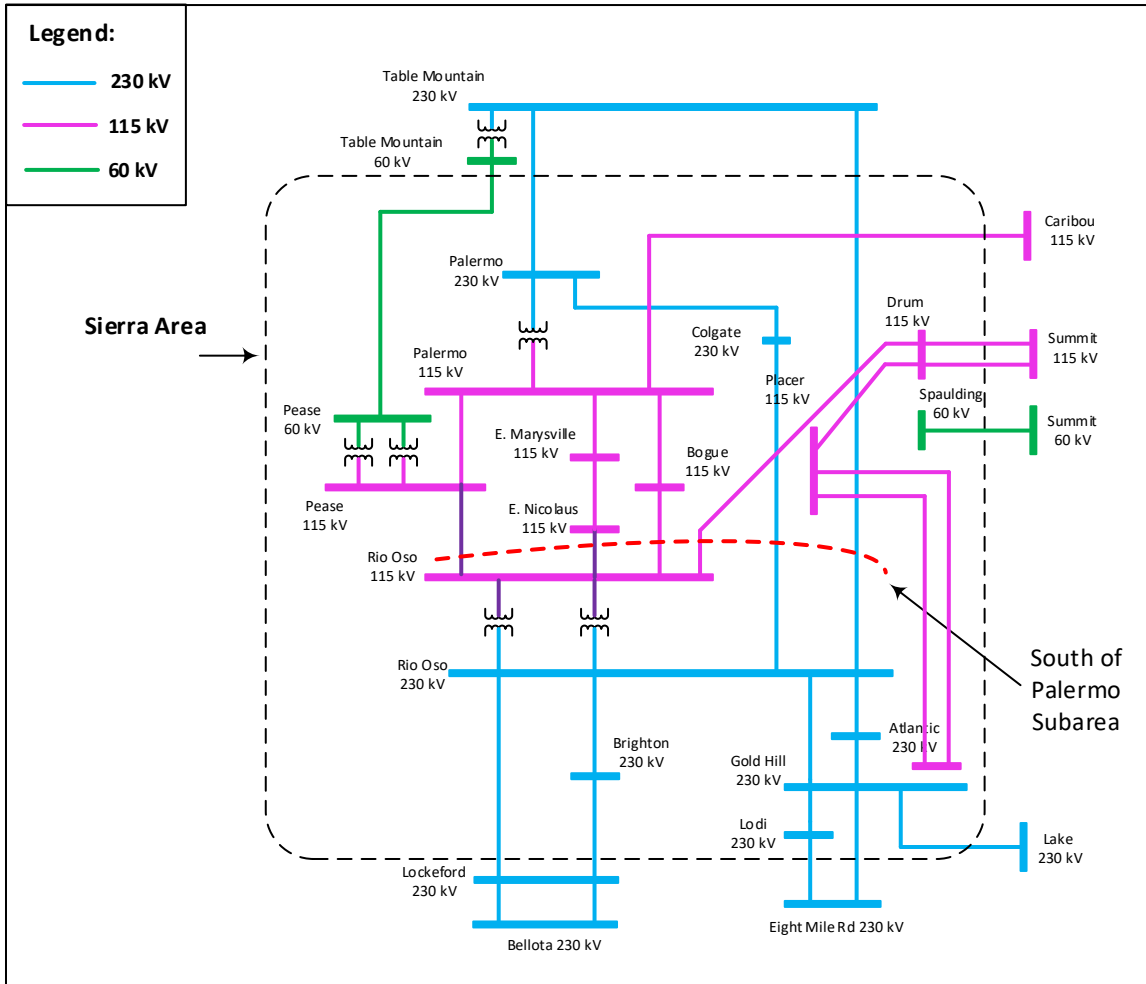 Legend:
230 kV
115 kV
60 kV
Table Mountain
230 kV
Table Mountain
60 kV
Caribou
115 kV
Palermo
230 kV
Drum
115 kV
Sierra Area
Colgate
230 kV
Summit
115 kV
Palermo
115 kV
Placer
115 kV
Spaulding
60 kV
Summit
60 kV
Pease
60 kV
E. Marysville
115 kV
Bogue
115 kV
Pease
115 kV
E. Nicolaus
115 kV
Rio Oso
115 kV
Rio Oso
230 kV
South of
Palermo
Subarea
Atlantic
230 kV
Brighton
230 kV
Gold Hill
230 kV
Lodi
230 kV
Lake
230 kV
Lockeford
230 kV
Eight Mile Rd 230 kV
Bellota 230 kV